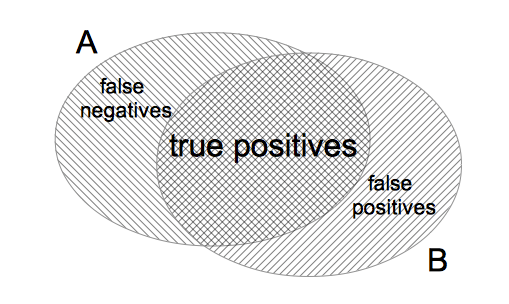 A
false
negatives
true positives
false
positives
B